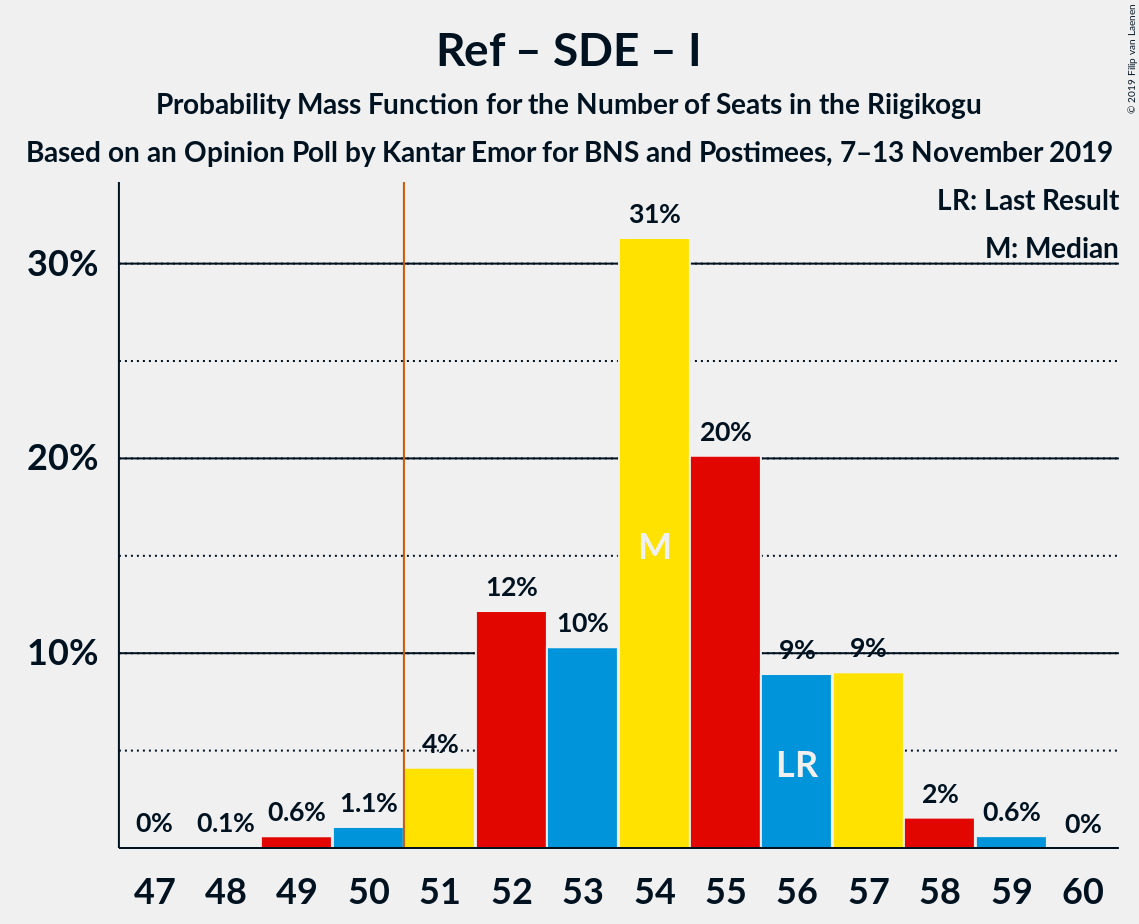 Ref – SDE – I
Probability Mass Function for the Number of Seats in the Riigikogu
Based on an Opinion Poll by Kantar Emor for BNS and Postimees, 7–13 November 2019
© 2019 Filip van Laenen
LR: Last Result
M: Median
30%
20%
10%
0%
0.1%
0.6%
1.1%
4%
12%
10%
31%
20%
9%
9%
2%
0.6%
0%
M
LR
47 48 49 50 51 52 53 54 55 56 57 58 59 60